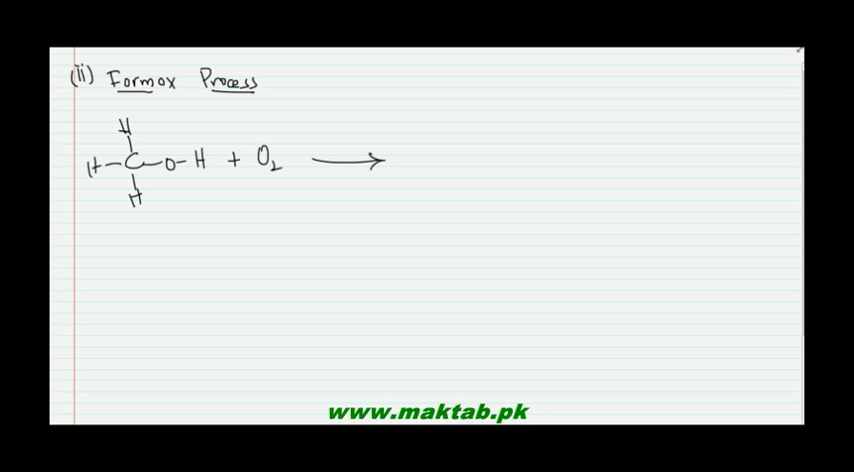 (ii) Formox Process
H
H-C-O-H + O2 ⟶
H
www.maktab.pk